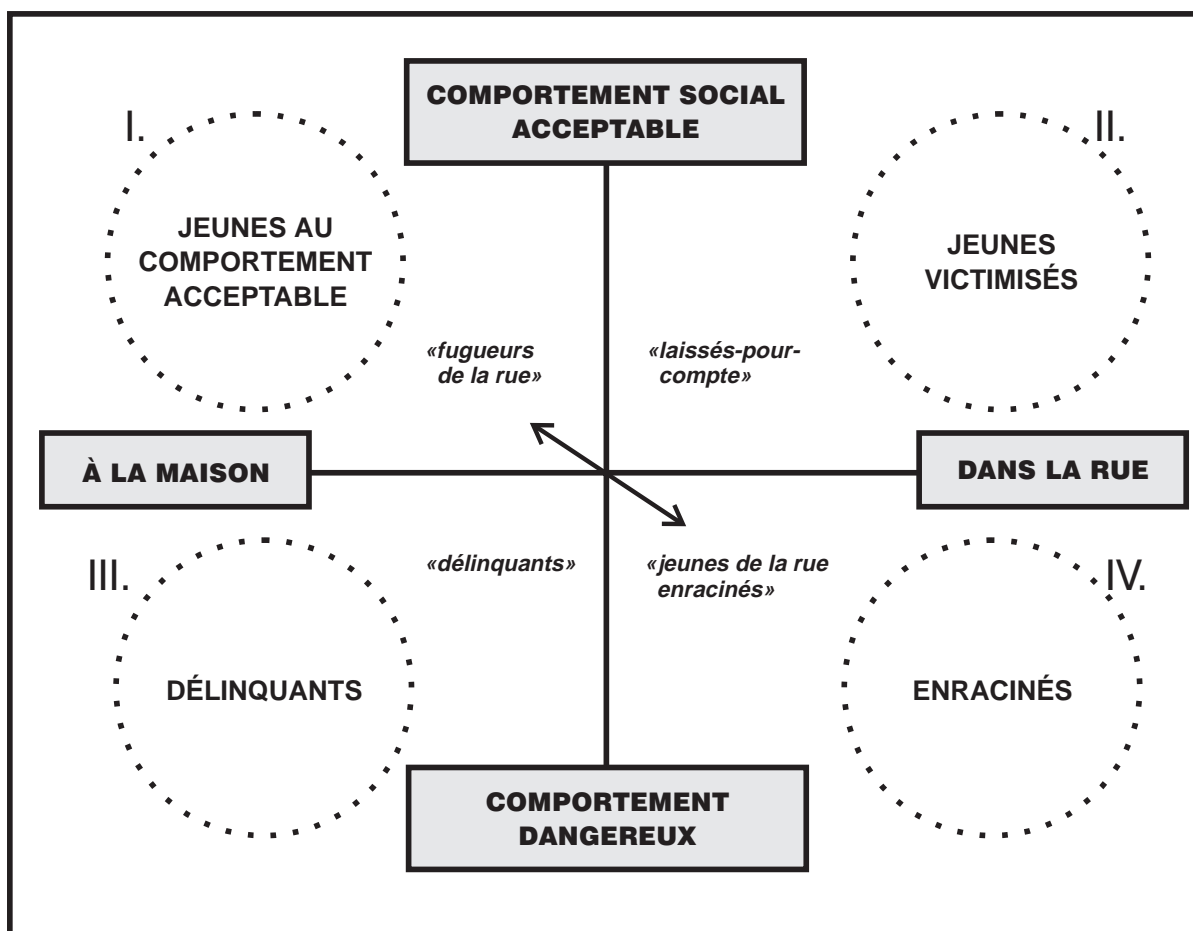 COMPORTEMENT SOCIAL
ACCEPTABLE
I.
JEUNES AU
COMPORTEMENT
ACCEPTABLE
II.
JEUNES
VICTIMISÉS
«fugueurs
de la rue»
«laissés-pour-
compte»
À LA MAISON
DANS LA RUE
«délinquants»
«jeunes de la rue
enracinés»
III.
DÉLINQUANTS
IV.
ENRACINÉS
COMPORTEMENT
DANGEREUX